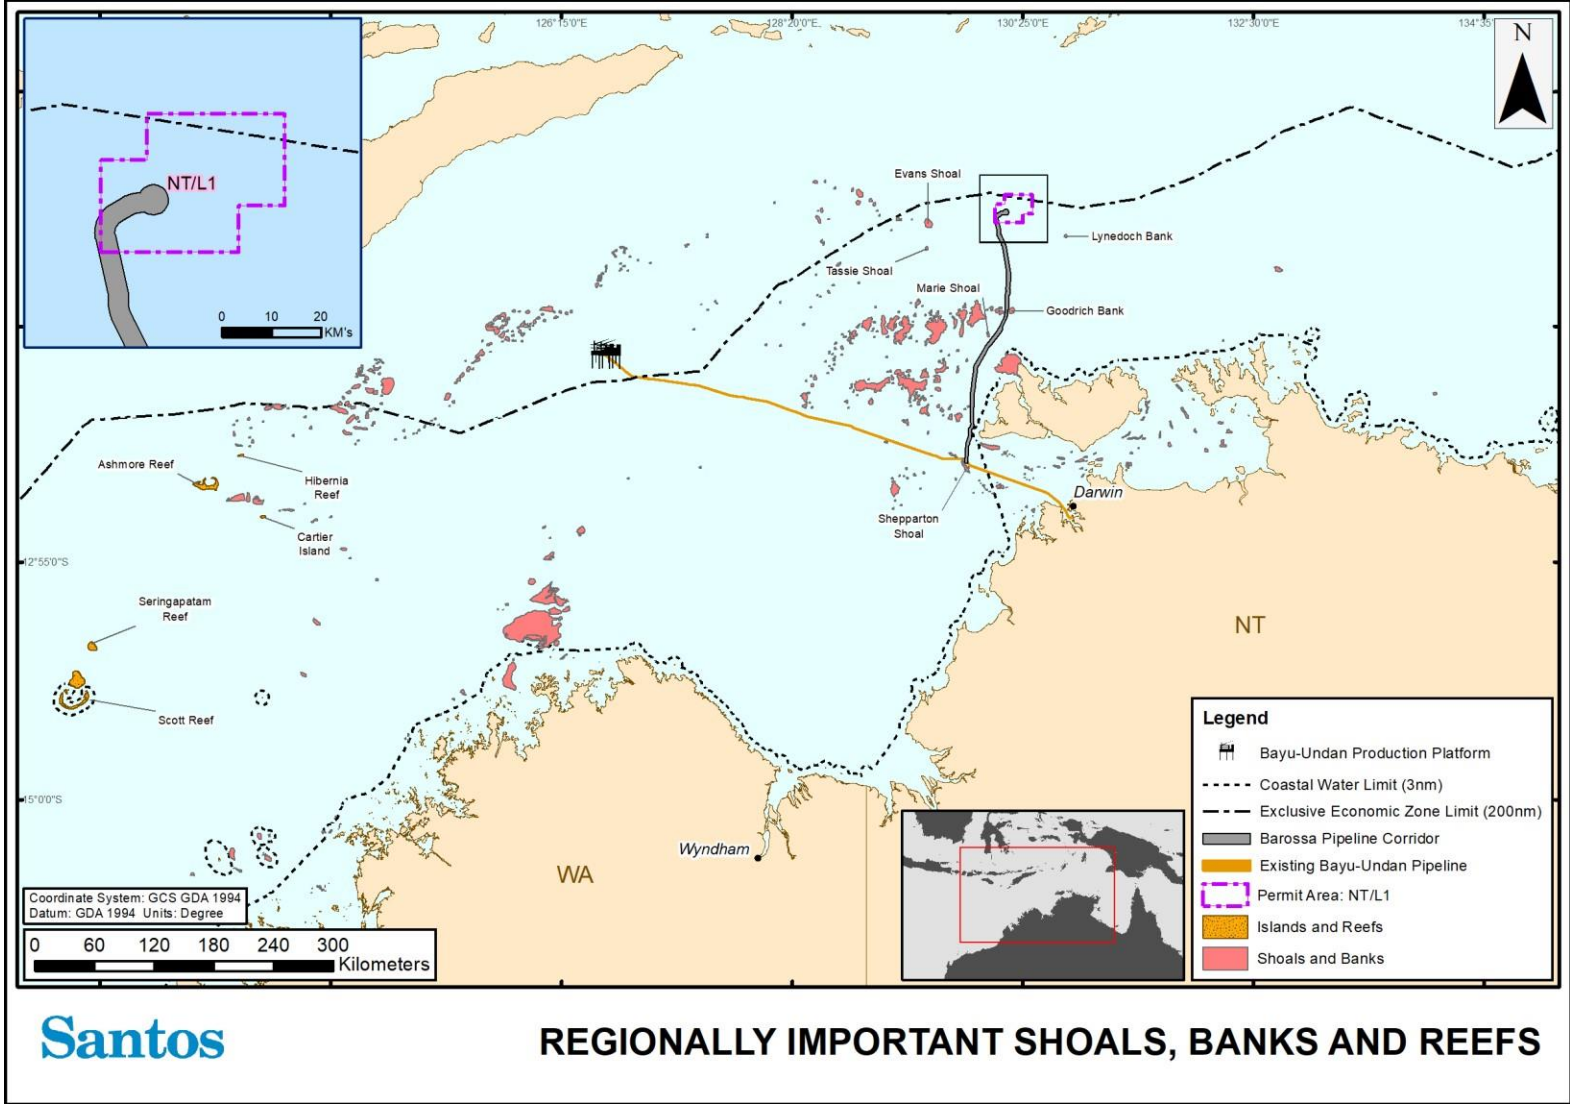 126°15'0"E
128°20'0"E
130°25'0"E
132°30'0"E
134°35'
N
NT/L1
0 10 20
KM's
Evans Shoal
Lynedoch Bank
Tassie Shoal
Marie Shoal
Goodrich Bank
Ashmore Reef
Hibernia
Reef
Cartier
Island
Shepparton
Shoal
Darwin
12°55'0"S
Seringapatam
Reef
Scott Reef
NT
15°0'0"S
Wyndham
WA
Legend
Bayu-Undan Production Platform
Coastal Water Limit (3nm)
Exclusive Economic Zone Limit (200nm)
Barossa Pipeline Corridor
Existing Bayu-Undan Pipeline
Permit Area: NT/L1
Islands and Reefs
Shoals and Banks
Coordinate System: GCS GDA 1994
Datum: GDA 1994 Units: Degree
0 60 120 180 240 300
Kilometers
Santos
REGIONALLY IMPORTANT SHOALS, BANKS AND REEFS